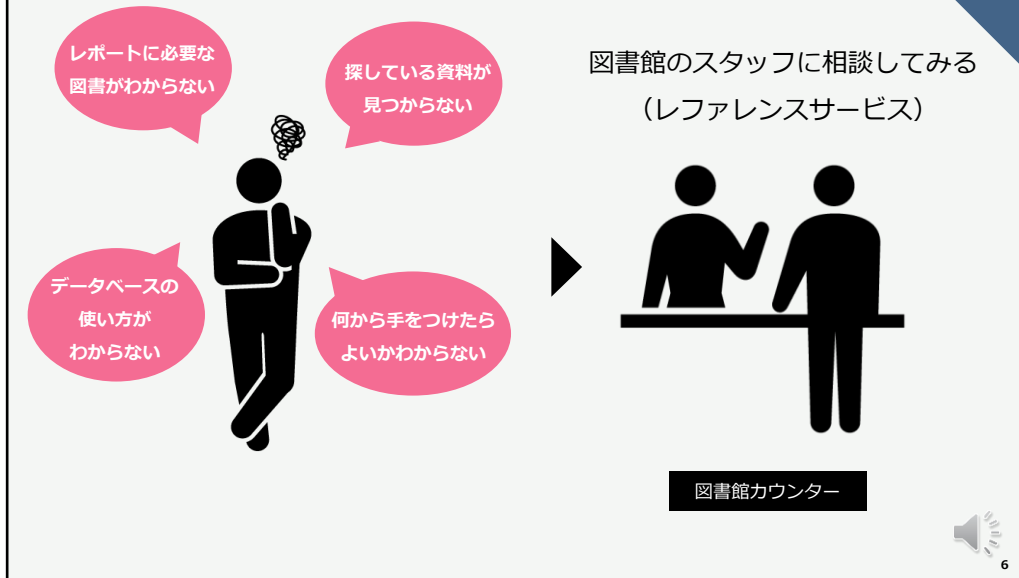 レポートに必要な
図書がわからない
探している資料が
見つからない
データベースの
使い方が
わからない
何から手をつけたら
よいかわからない
図書館のスタッフに相談してみる
（レファレンスサービス）
図書館カウンター
6